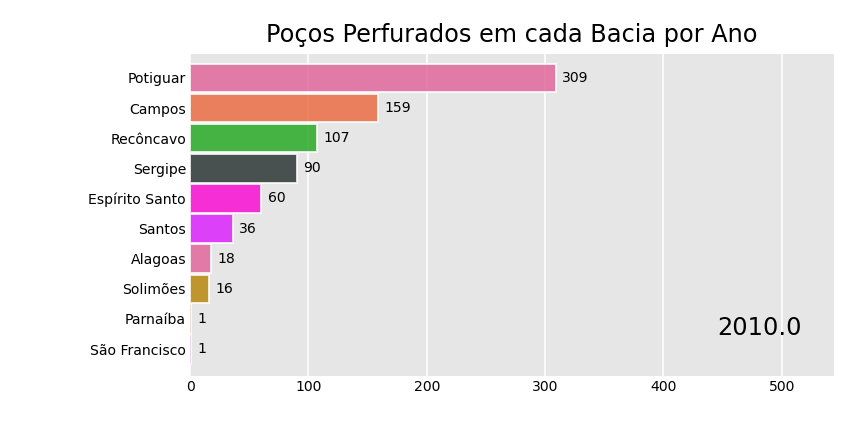 Poços Perfurados em cada Bacia por Ano
Potiguar 309
Campos 159
Recôncavo 107
Sergipe 90
Espírito Santo 60
Santos 36
Alagoas 18
Solimões 16
Parnaíba 1
2010.0
São Francisco 1
0 100 200 300 400 500